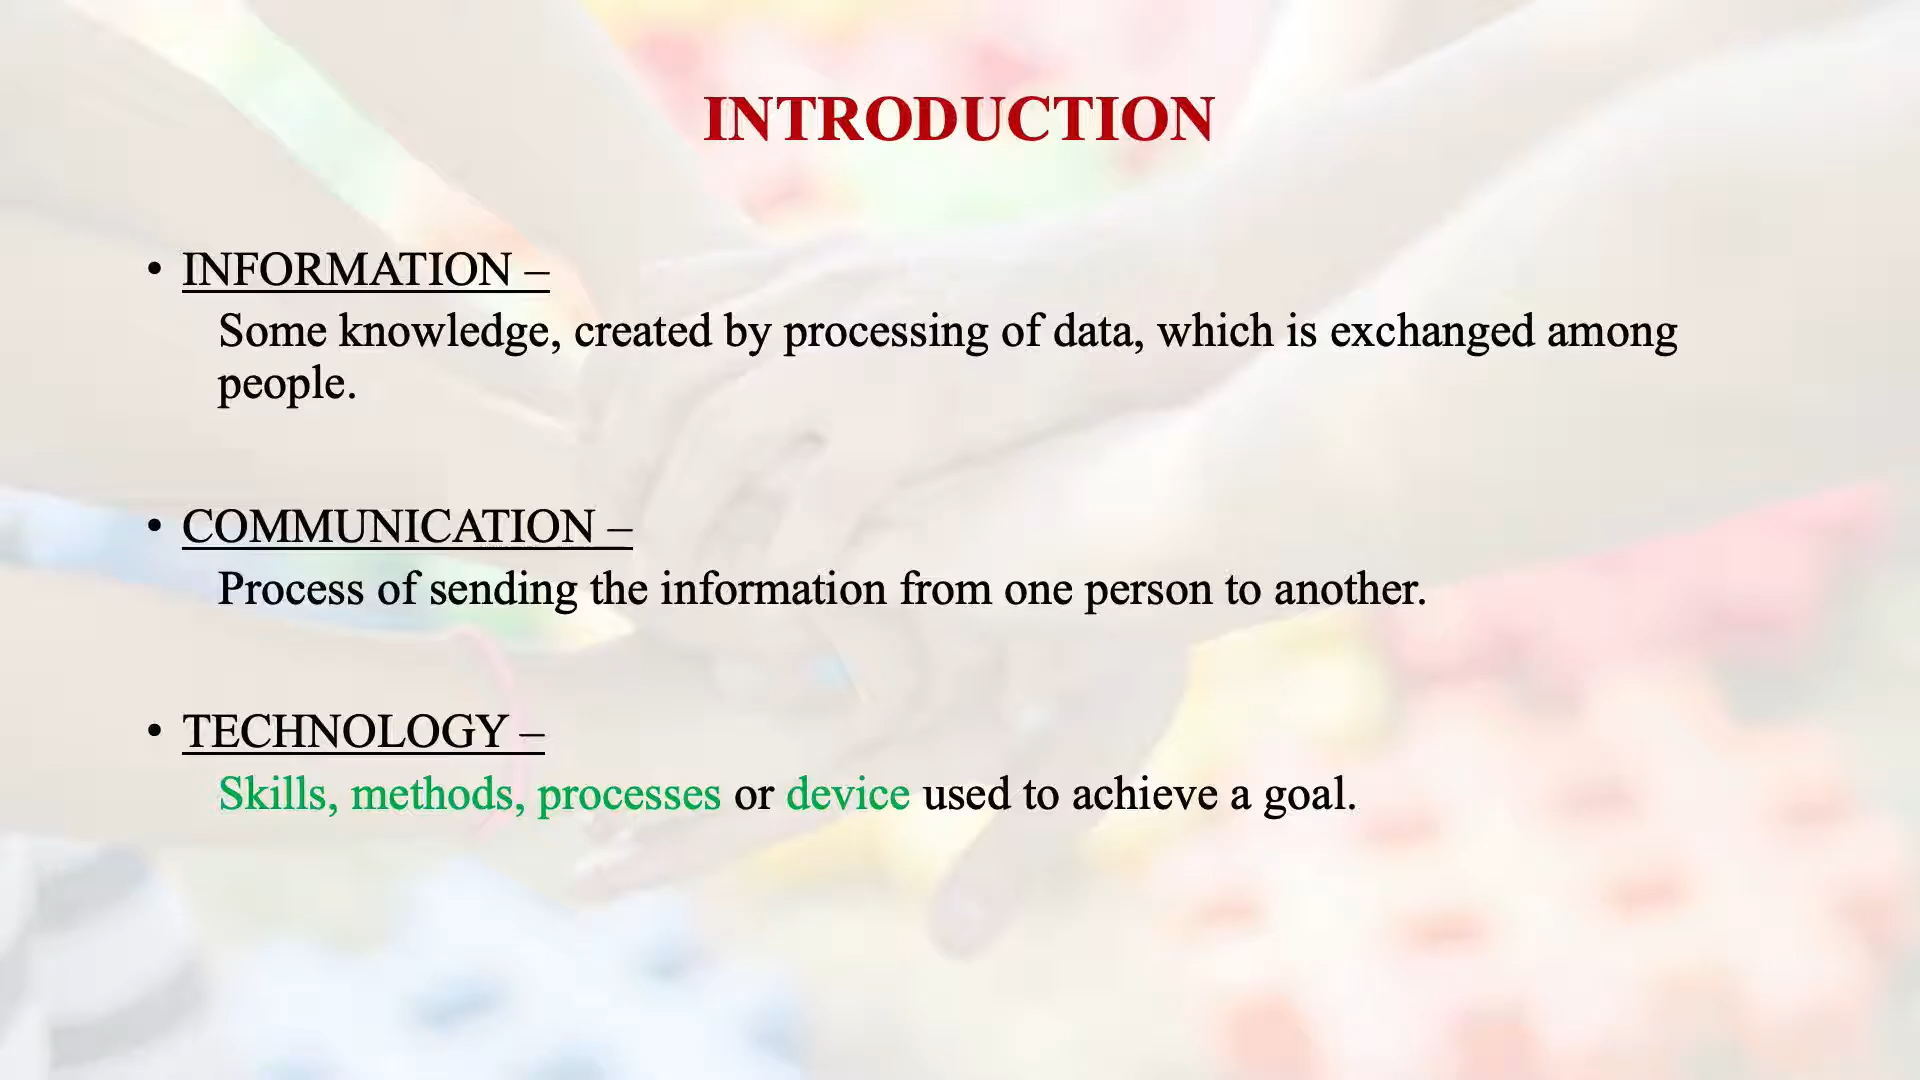 INTRODUCTION
• INFORMATION –
Some knowledge, created by processing of data, which is exchanged among
people.
• COMMUNICATION –
Process of sending the information from one person to another.
• TECHNOLOGY –
Skills, methods, processes or device used to achieve a goal.